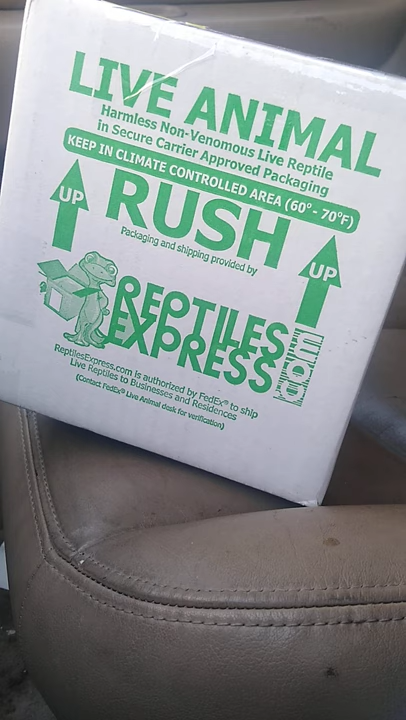 LIVE ANIMAL
Harmless Non-Venomous Live Reptile
in Secure Carrier Approved Packaging
KEEP IN CLIMATE CONTROLLED AREA (60° - 70°F)
UP
RUSH
UP
Packaging and shipping provided by
REPTILES
EXPRESS
ReptilesExpress.com is authorized by FedEx® to ship
Live Reptiles to Businesses and Residences
(Contact FedEx® Live Animal desk for verification)